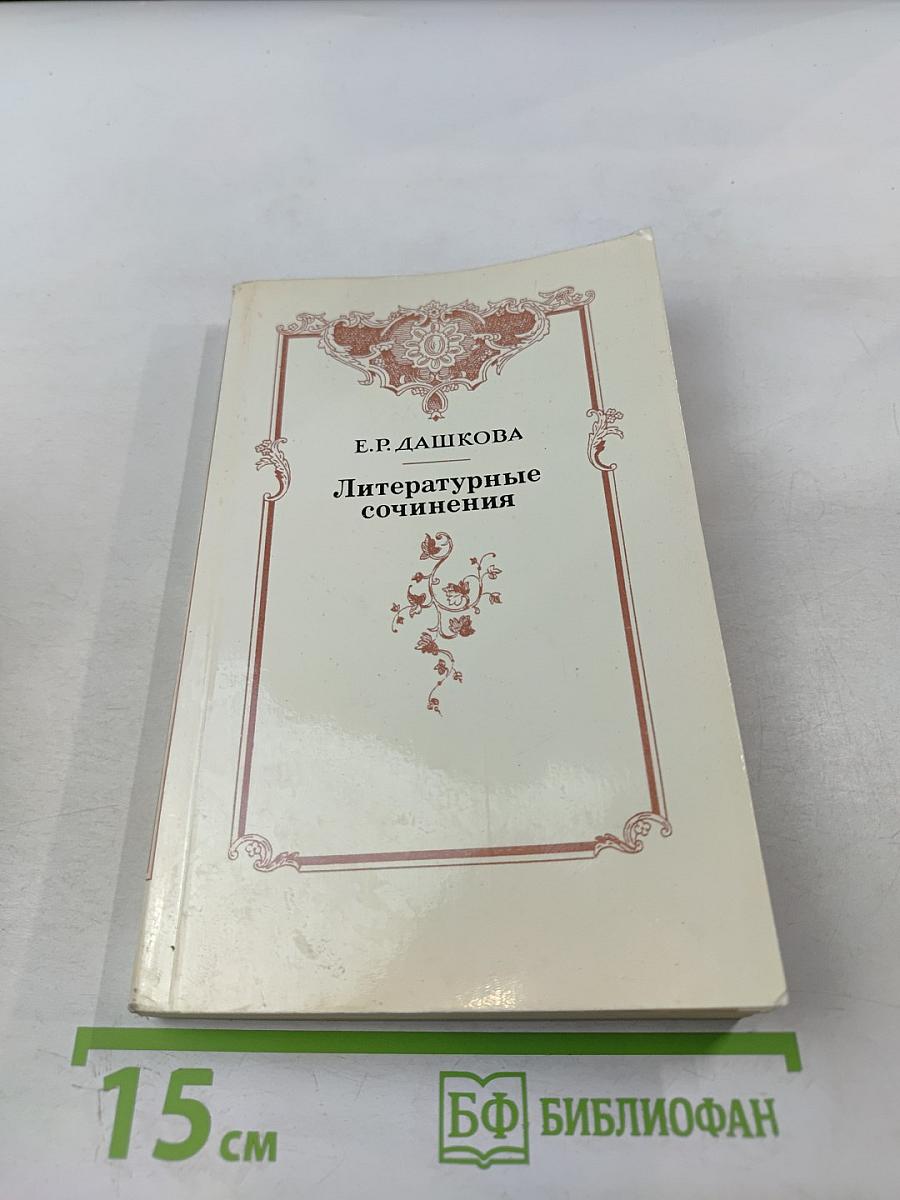 Е.Р. ДАШКОВА
Литературные
сочинения
15 см
БФ БИБЛИОФАН